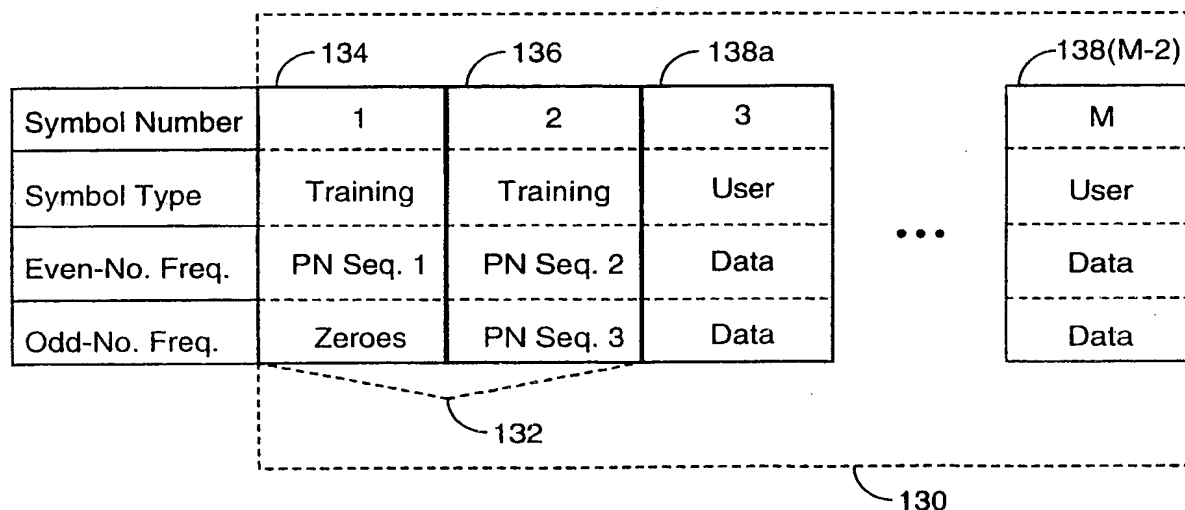 134 136 138a 138(M-2)
Symbol Number 1 2 3 M
Symbol Type Training Training User User
••• 
Even-No. Freq. PN Seq. 1 PN Seq. 2 Data Data
Odd-No. Freq. Zeroes PN Seq. 3 Data Data
132
130